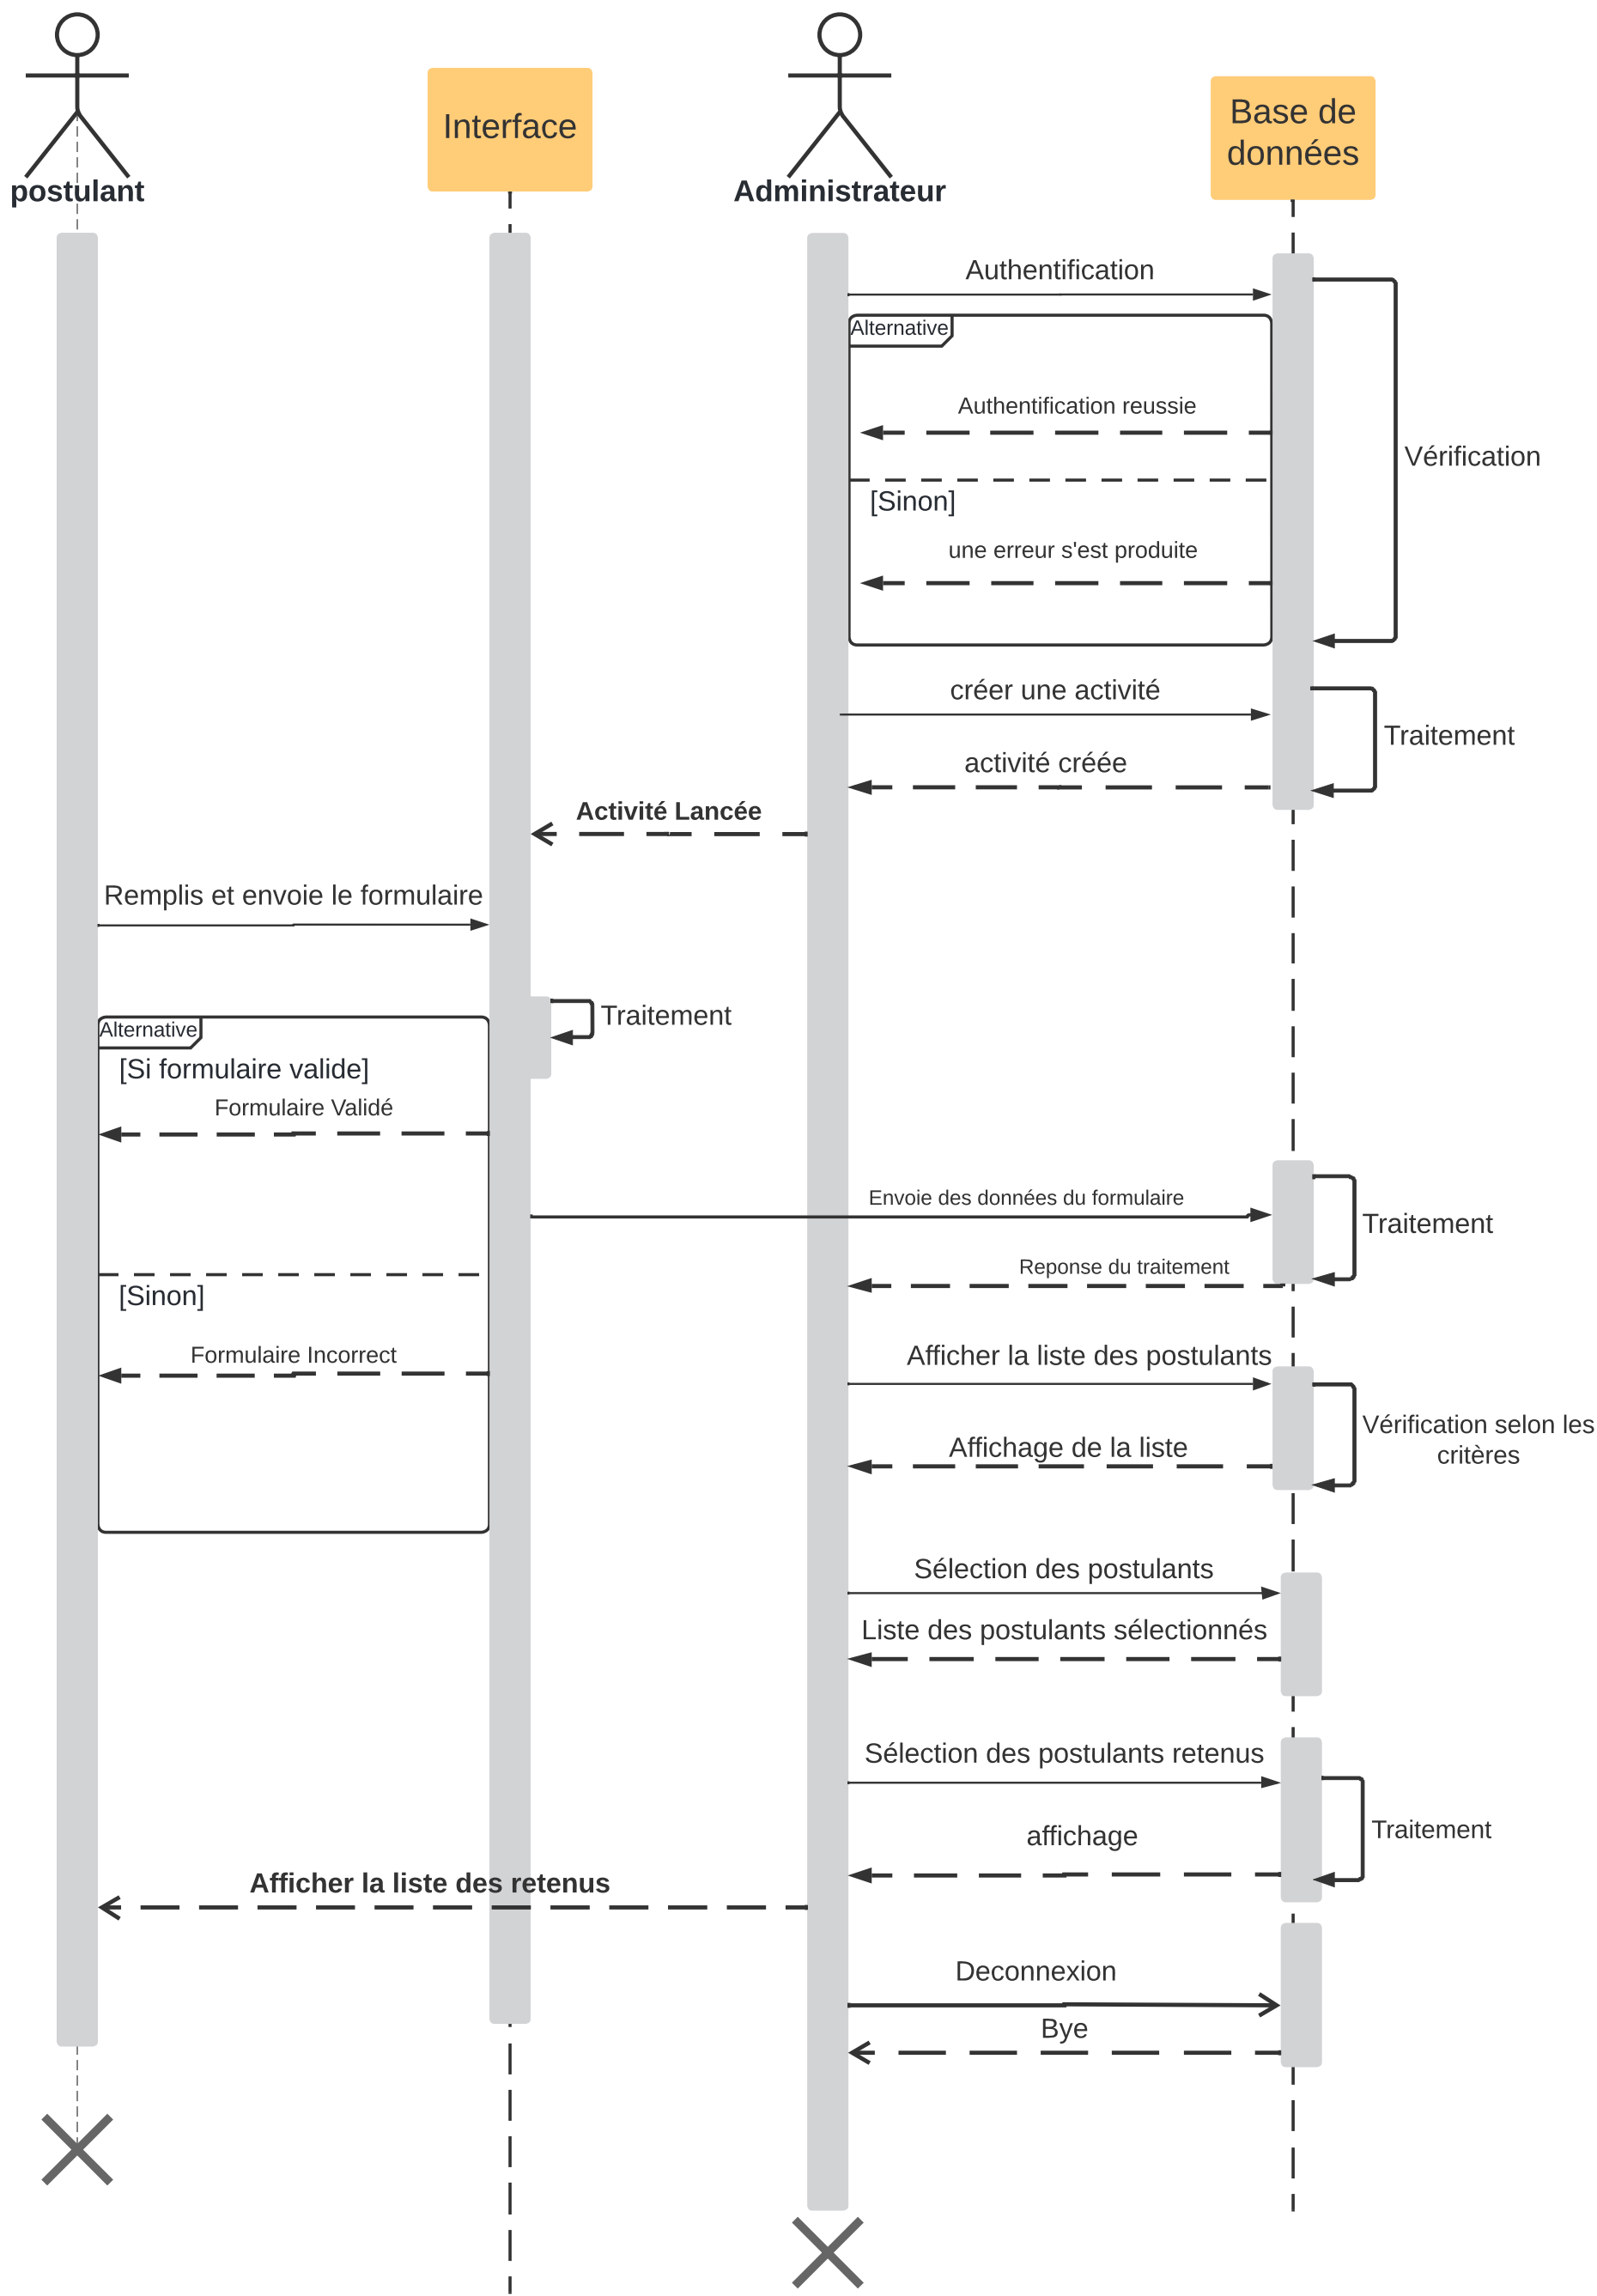 postulant
Interface
Administrateur
Base de
données
Authentification
Alternative
Authentification reussie
Vérification
[Sinon]
une erreur s'est produite
créer une activité
Traitement
activité créée
Activité Lancée
Remplis et envoie le formulaire
Traitement
Alternative
[Si formulaire valide]
Formulaire Validé
Envoie des données du formulaire
Traitement
Reponse du traitement
[Sinon]
Formulaire Incorrect
Afficher la liste des postulants
Vérification selon les
critères
Affichage de la liste
Sélection des postulants
Liste des postulants sélectionnés
Sélection des postulants retenus
Traitement
affichage
Afficher la liste des retenus
Deconnexion
Bye